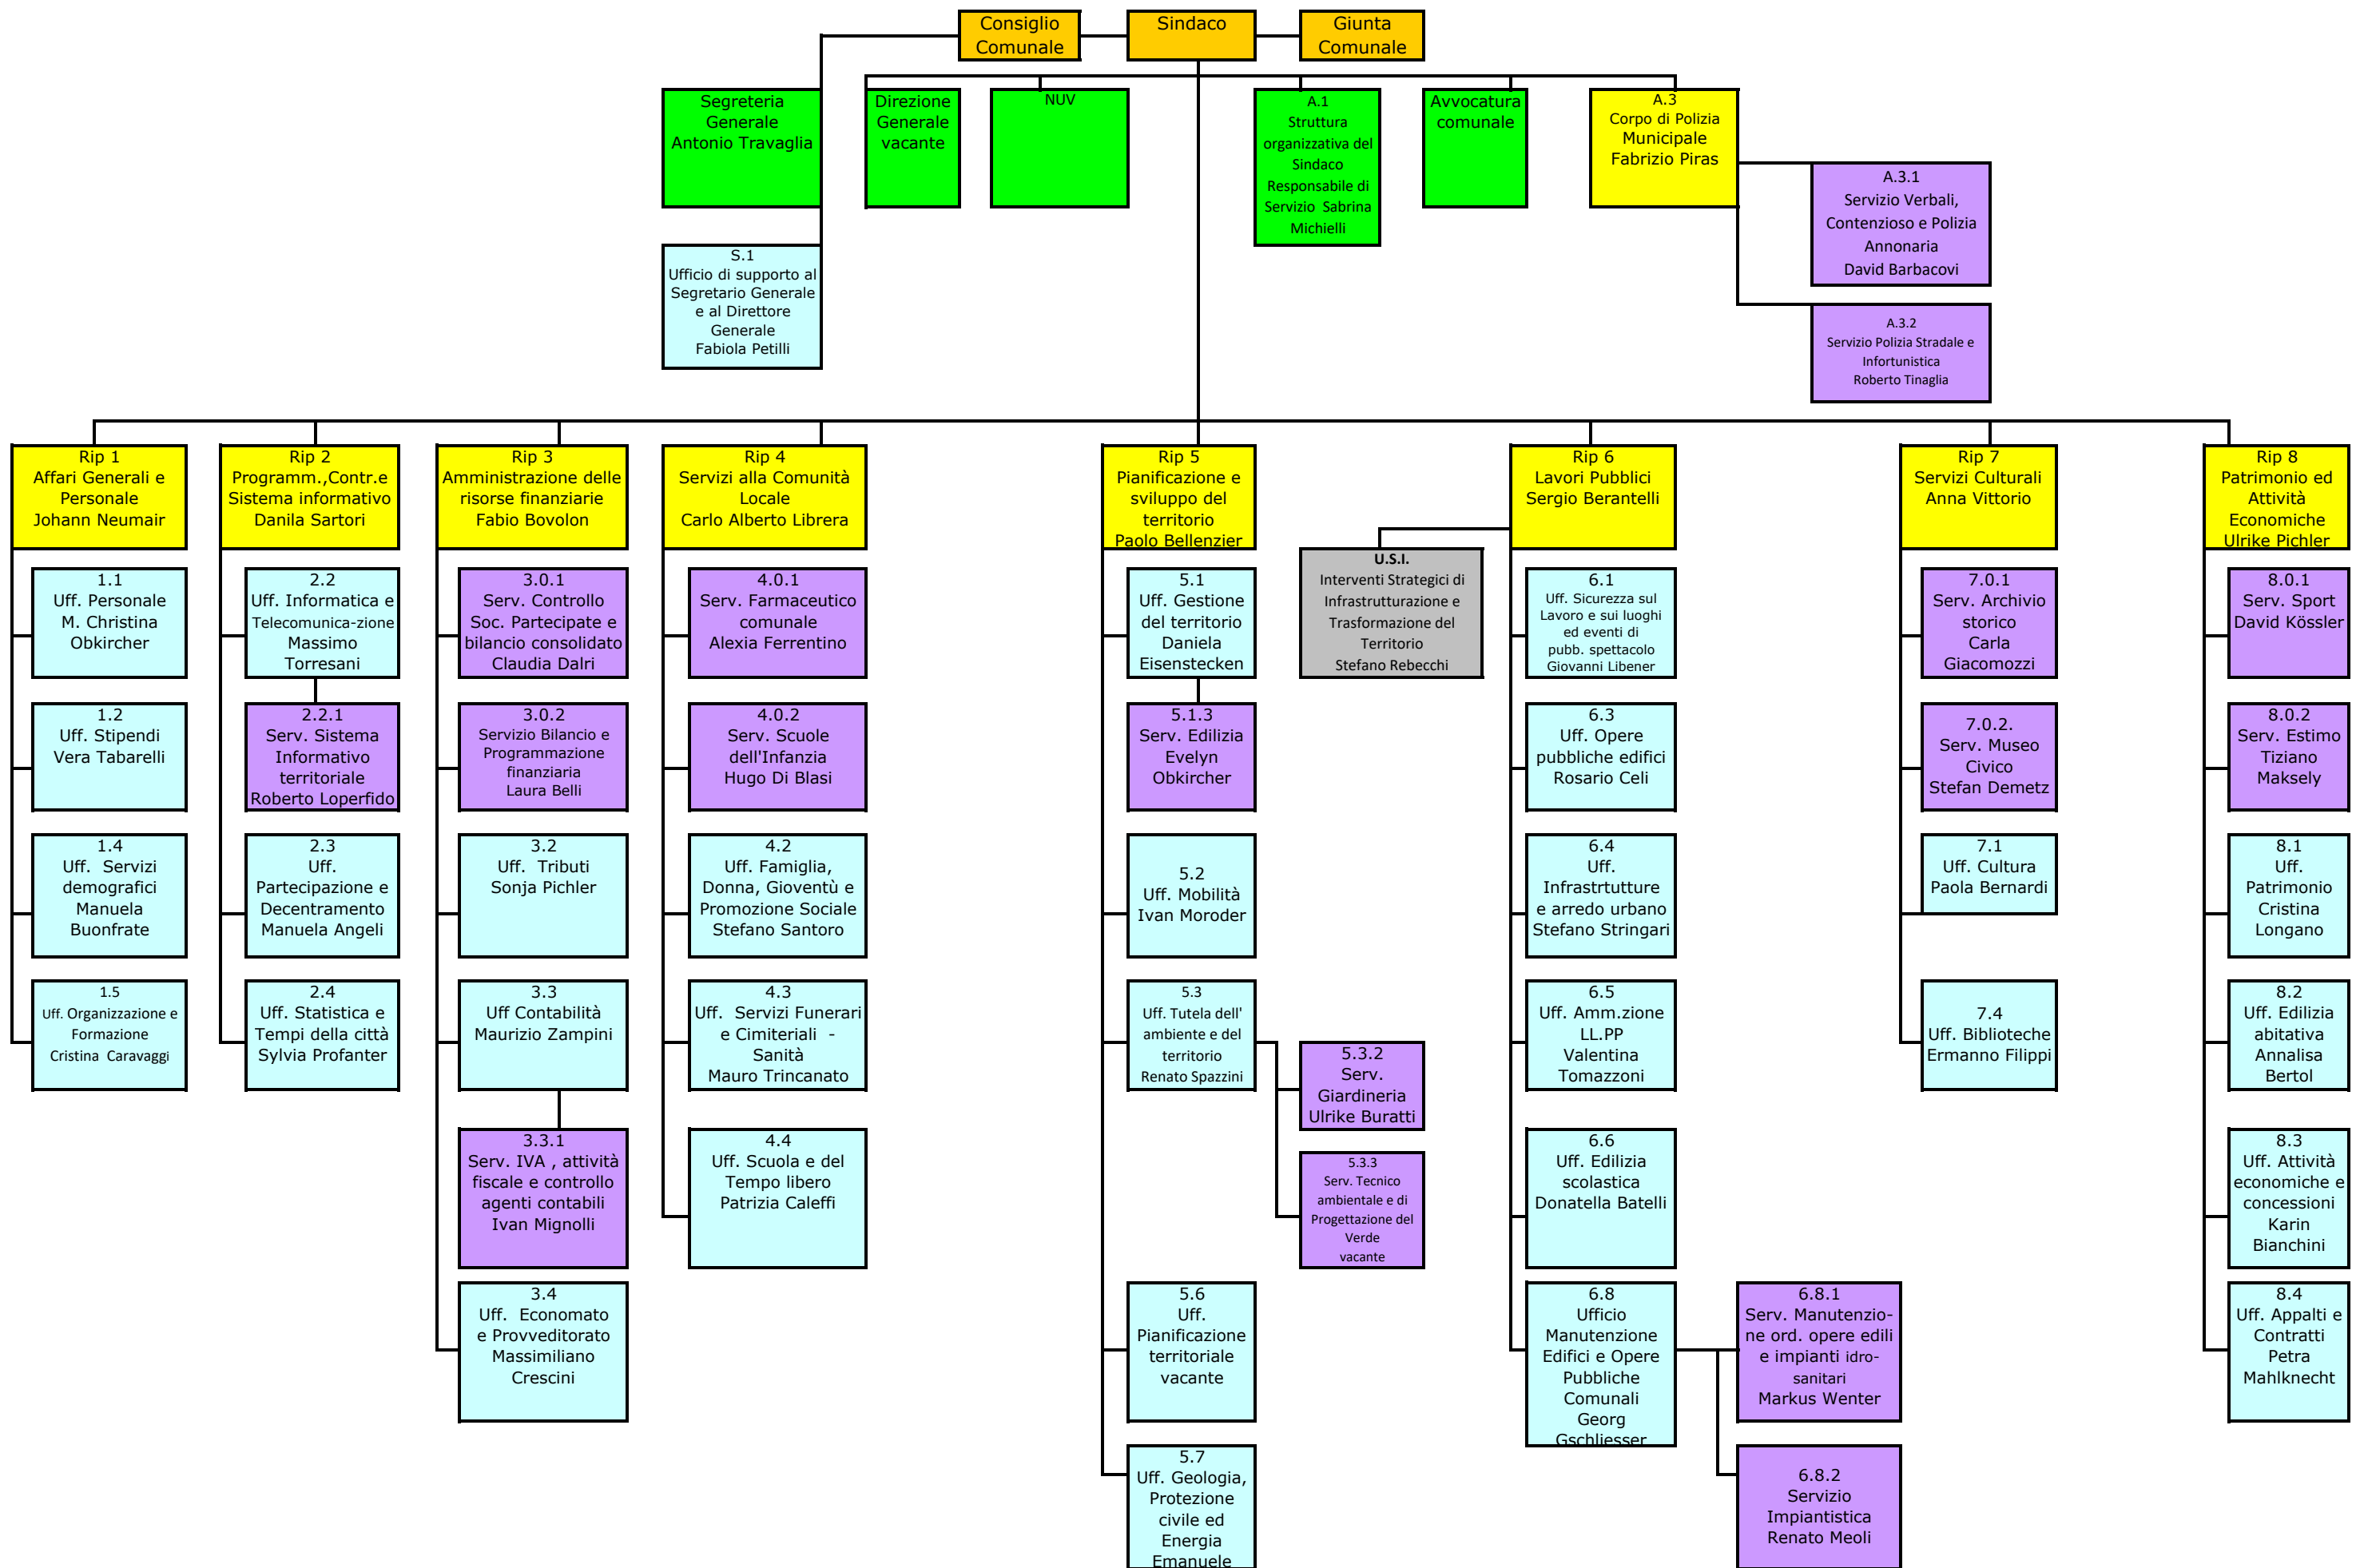 Consiglio
Comunale
Sindaco
Giunta
Comunale
Segreteria
Generale
Antonio Travaglia
Direzione
Generale
vacante
NUV
A.1
Struttura
organizzativa del
Sindaco
Responsabile di
Servizio Sabrina
Michielli
Avvocatura
comunale
A.3
Corpo di Polizia
Municipale
Fabrizio Piras
A.3.1
Servizio Verbali,
Contenzioso e Polizia
Annonaria
David Barbacovi
S.1
Ufficio di supporto al
Segretario Generale
e al Direttore
Generale
Fabiola Petilli
A.3.2
Servizio Polizia Stradale e
Infortunistica
Roberto Tinaglia
Rip 1
Affari Generali e
Personale
Johann Neumair
Rip 2
Programm.,Contr.e
Sistema informativo
Danila Sartori
Rip 3
Amministrazione delle
risorse finanziarie
Fabio Bovolon
Rip 4
Servizi alla Comunità
Locale
Carlo Alberto Librera
Rip 5
Pianificazione e
sviluppo del
territorio
Paolo Bellenzier
Rip 6
Lavori Pubblici
Sergio Berantelli
Rip 7
Servizi Culturali
Anna Vittorio
Rip 8
Patrimonio ed
Attività
Economiche
Ulrike Pichler
1.1
Uff. Personale
M. Christina
Obkircher
2.2
Uff. Informatica e
Telecomunica-zione
Massimo
Torresani
3.0.1
Serv. Controllo
Soc. Partecipate e
bilancio consolidato
Claudia Dalri
4.0.1
Serv. Farmaceutico
comunale
Alexia Ferrentino
5.1
Uff. Gestione
del territorio
Daniela
Eisenstecken
U.S.I.
Interventi Strategici di
Infrastrutturazione e
Trasformazione del
Territorio
Stefano Rebecchi
6.1
Uff. Sicurezza sul
Lavoro e sui luoghi
ed eventi di
pubb. spettacolo
Giovanni Libener
7.0.1
Serv. Archivio
storico
Carla
Giacomozzi
8.0.1
Serv. Sport
David Kössler
1.2
Uff. Stipendi
Vera Tabarelli
2.2.1
Serv. Sistema
Informativo
territoriale
Roberto Loperfido
3.0.2
Servizio Bilancio e
Programmazione
finanziaria
Laura Belli
4.0.2
Serv. Scuole
dell'Infanzia
Hugo Di Blasi
5.1.3
Serv. Edilizia
Evelyn
Obkircher
6.3
Uff. Opere
pubbliche edifici
Rosario Celi
7.0.2.
Serv. Museo
Civico
Stefan Demetz
8.0.2
Serv. Estimo
Tiziano
Maksely
1.4
Uff. Servizi
demografici
Manuela
Buonfrate
2.3
Uff.
Partecipazione e
Decentramento
Manuela Angeli
3.2
Uff. Tributi
Sonja Pichler
4.2
Uff. Famiglia,
Donna, Gioventù e
Promozione Sociale
Stefano Santoro
5.2
Uff. Mobilità
Ivan Moroder
6.4
Uff.
Infrastrtutture
e arredo urbano
Stefano Stringari
7.1
Uff. Cultura
Paola Bernardi
8.1
Uff.
Patrimonio
Cristina
Longano
1.5
Uff. Organizzazione e
Formazione
Cristina Caravaggi
2.4
Uff. Statistica e
Tempi della città
Sylvia Profanter
3.3
Uff Contabilità
Maurizio Zampini
4.3
Uff. Servizi Funerari
e Cimiteriali -
Sanità
Mauro Trincanato
5.3
Uff. Tutela dell'
ambiente e del
territorio
Renato Spazzini
5.3.2
Serv.
Giardineria
Ulrike Buratti
6.5
Uff. Amm.zione
LL.PP
Valentina
Tomazzoni
7.4
Uff. Biblioteche
Ermanno Filippi
8.2
Uff. Edilizia
abitativa
Annalisa
Bertol
3.3.1
Serv. IVA , attività
fiscale e controllo
agenti contabili
Ivan Mignolli
4.4
Uff. Scuola e del
Tempo libero
Patrizia Caleffi
5.3.3
Serv. Tecnico
ambientale e di
Progettazione del
Verde
vacante
6.6
Uff. Edilizia
scolastica
Donatella Batelli
8.3
Uff. Attività
economiche e
concessioni
Karin
Bianchini
3.4
Uff. Economato
e Provveditorato
Massimiliano
Crescini
5.6
Uff.
Pianificazione
territoriale
vacante
6.8
Ufficio
Manutenzione
Edifici e Opere
Pubbliche
Comunali
Georg
Gschliesser
6.8.1
Serv. Manutenzio-
ne ord. opere edili
e impianti idro-
sanitari
Markus Wenter
8.4
Uff. Appalti e
Contratti
Petra
Mahlknecht
5.7
Uff. Geologia,
Protezione
civile ed
Energia
Emanuele
6.8.2
Servizio
Impiantistica
Renato Meoli